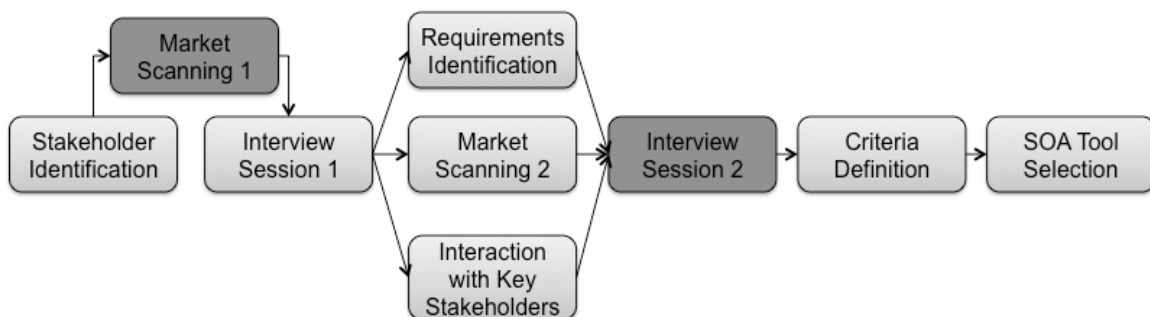 Market
Scanning 1
Stakeholder
Identification
Interview
Session 1
Requirements
Identification
Market
Scanning 2
Interaction
with Key
Stakeholders
Interview
Session 2
Criteria
Definition
SOA Tool
Selection